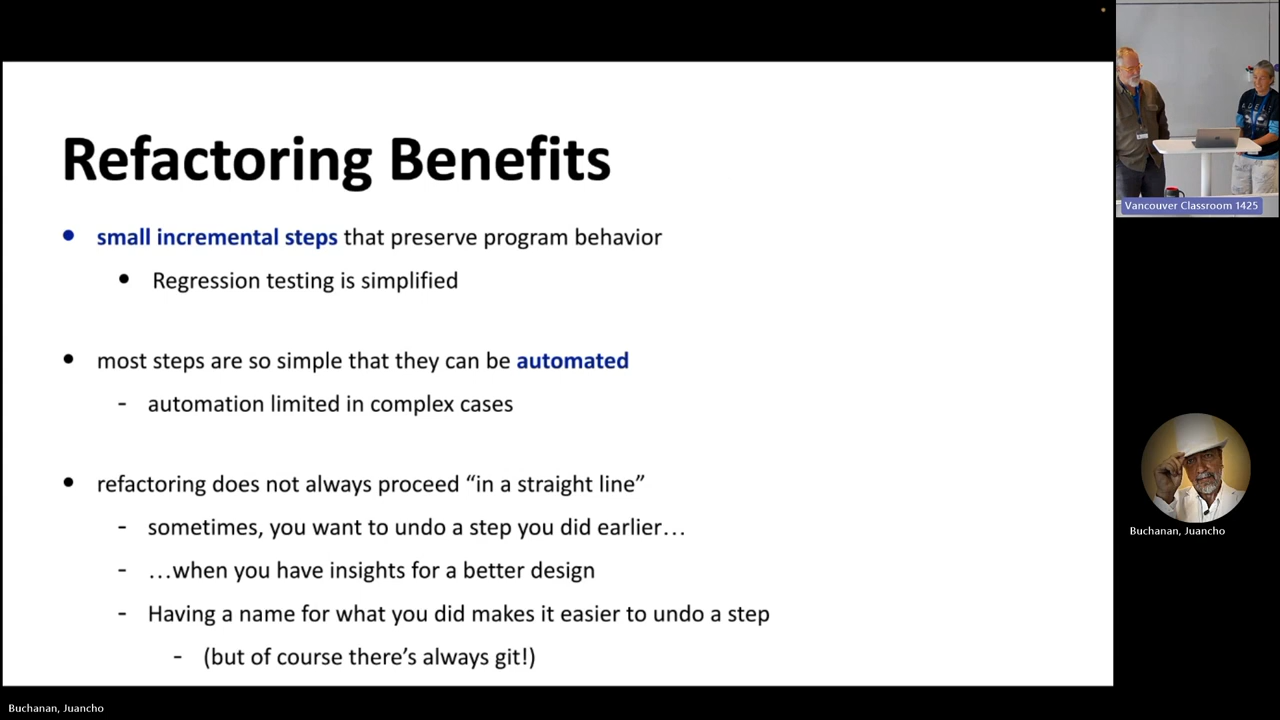 Refactoring Benefits
• small incremental steps that preserve program behavior
• Regression testing is simplified
• most steps are so simple that they can be automated
- automation limited in complex cases
• refactoring does not always proceed “in a straight line”
- sometimes, you want to undo a step you did earlier…
- …when you have insights for a better design
- Having a name for what you did makes it easier to undo a step
- (but of course there’s always git!)
Vancouver Classroom 1425
Buchanan, Juancho
Buchanan, Juancho